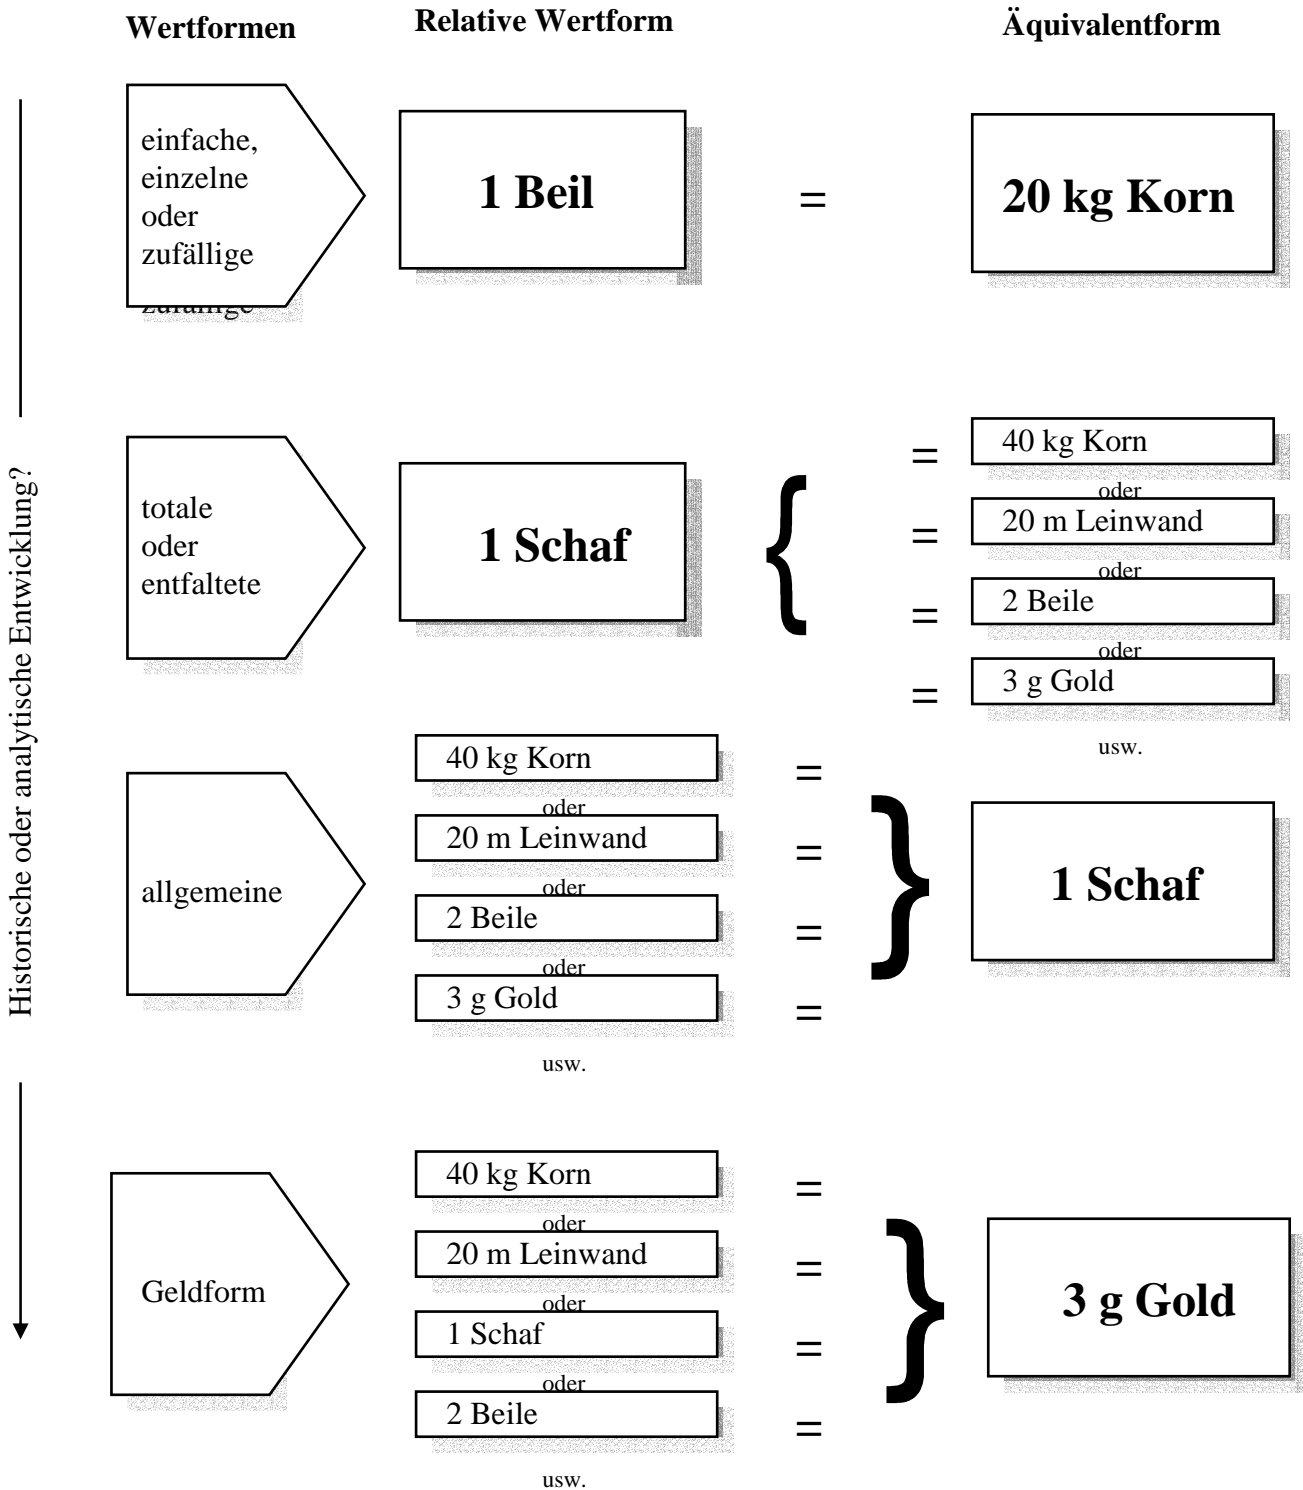 Wertformen
Relative Wertform
Äquivalentform
Historische oder analytische Entwicklung?
einfache,
einzelne
oder
zufällige
zufällige
1 Beil
=
20 kg Korn
totale
oder
entfaltete
1 Schaf
{
= 40 kg Korn
oder
= 20 m Leinwand
oder
= 2 Beile
oder
= 3 g Gold
usw.
allgemeine
40 kg Korn =
oder
20 m Leinwand =
oder
2 Beile =
oder
3 g Gold =
usw.
}
1 Schaf
Geldform
40 kg Korn =
oder
20 m Leinwand =
oder
1 Schaf =
oder
2 Beile =
usw.
}
3 g Gold